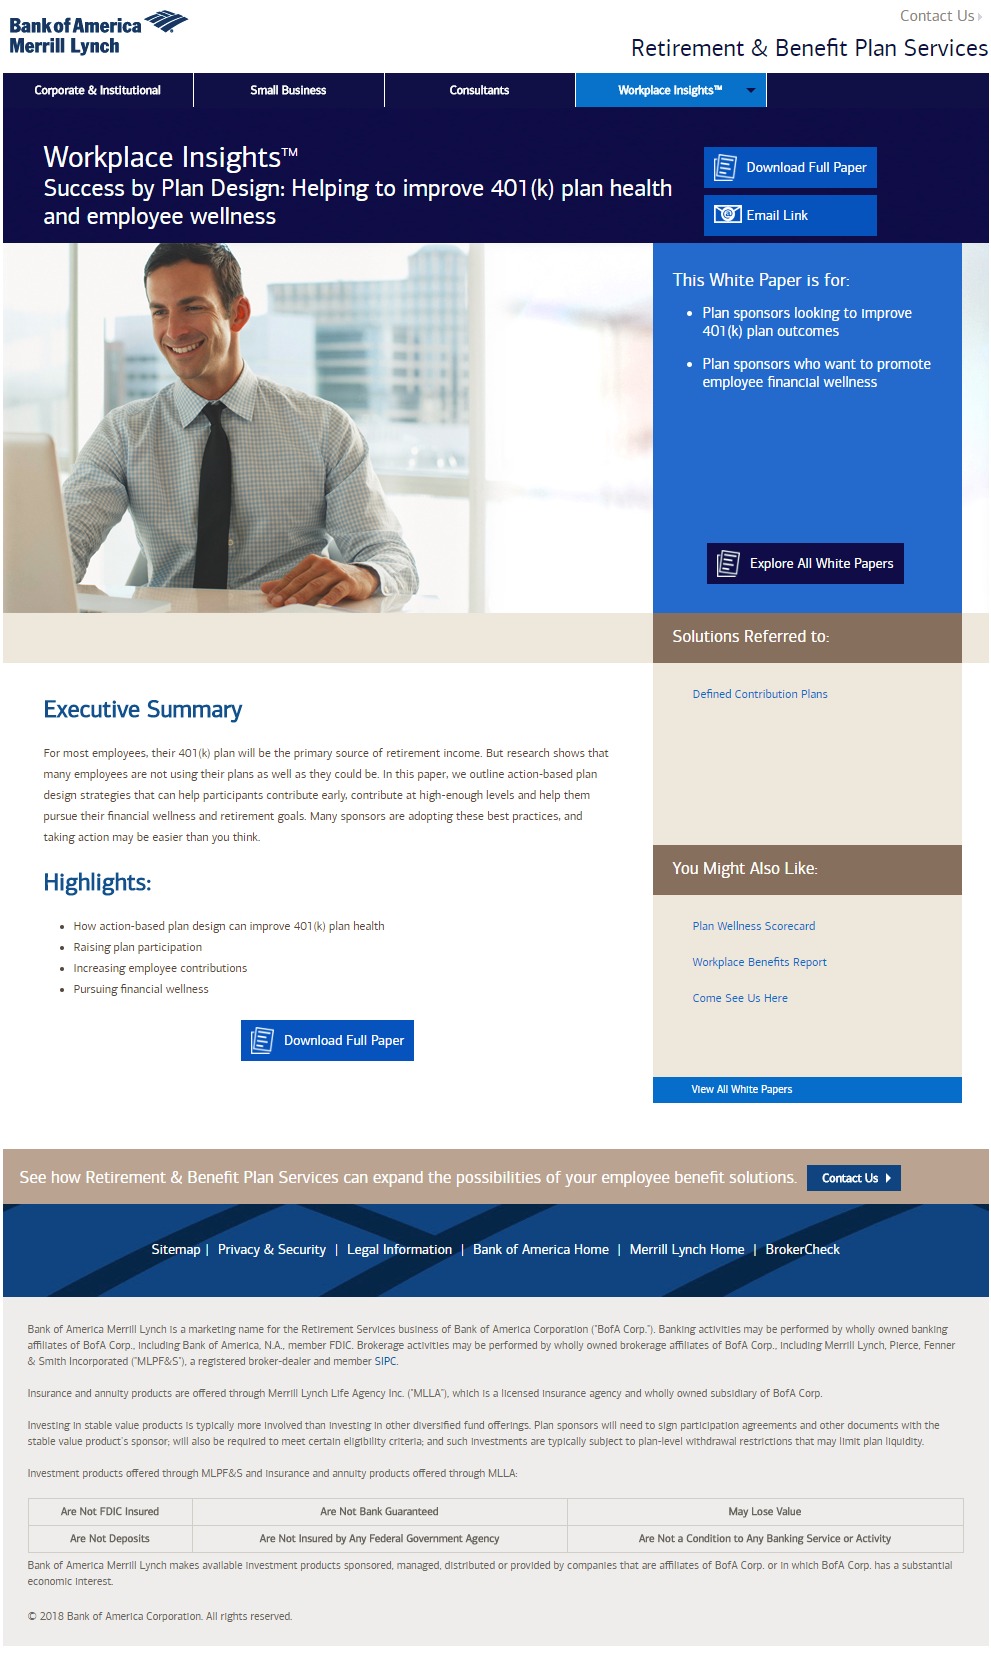 Bank of America
Merrill Lynch
Contact Us
Retirement & Benefit Plan Services
Corporate & Institutional
Small Business
Consultants
Workplace Insights™
Workplace Insights™
Success by Plan Design: Helping to improve 401(k) plan health
and employee wellness
Download Full Paper
Email Link
This White Paper is for:
• Plan sponsors looking to improve
401(k) plan outcomes
• Plan sponsors who want to promote
employee financial wellness
Explore All White Papers
Solutions Referred to:
Defined Contribution Plans
Executive Summary
For most employees, their 401(k) plan will be the primary source of retirement income. But research shows that
many employees are not using their plans as well as they could be. In this paper, we outline action-based plan
design strategies that can help participants contribute early, contribute at high-enough levels and help them
pursue their financial wellness and retirement goals. Many sponsors are adopting these best practices, and
taking action may be easier than you think.
Highlights:
• How action-based plan design can improve 401(k) plan health
• Raising plan participation
• Increasing employee contributions
• Pursuing financial wellness
Download Full Paper
You Might Also Like:
Plan Wellness Scorecard
Workplace Benefits Report
Come See Us Here
View All White Papers
See how Retirement & Benefit Plan Services can expand the possibilities of your employee benefit solutions.
Contact Us
Sitemap | Privacy & Security | Legal Information | Bank of America Home | Merrill Lynch Home | BrokerCheck
Bank of America Merrill Lynch is a marketing name for the Retirement Services business of Bank of America Corporation ("BofA Corp."). Banking activities may be performed by wholly owned banking
affiliates of BofA Corp., including Bank of America, N.A., member FDIC. Brokerage activities may be performed by wholly owned brokerage affiliates of BofA Corp., including Merrill Lynch, Pierce, Fenner
& Smith Incorporated ("MLPF&S"), a registered broker-dealer and member SIPC.
Insurance and annuity products are offered through Merrill Lynch Life Agency Inc. ("MLLA"), which is a licensed insurance agency and wholly owned subsidiary of BofA Corp.
Investing in stable value products is typically more involved than investing in other diversified fund offerings. Plan sponsors will need to sign participation agreements and other documents with the
stable value product's sponsor; will also be required to meet certain eligibility criteria; and such investments are typically subject to plan-level withdrawal restrictions that may limit plan liquidity.
Investment products offered through MLPF&S and insurance and annuity products offered through MLLA:
Are Not FDIC Insured
Are Not Bank Guaranteed
May Lose Value
Are Not Deposits
Are Not Insured by Any Federal Government Agency
Are Not a Condition to Any Banking Service or Activity
Bank of America Merrill Lynch makes available investment products sponsored, managed, distributed or provided by companies that are affiliates of BofA Corp. or in which BofA Corp. has a substantial
economic interest.
© 2018 Bank of America Corporation. All rights reserved.